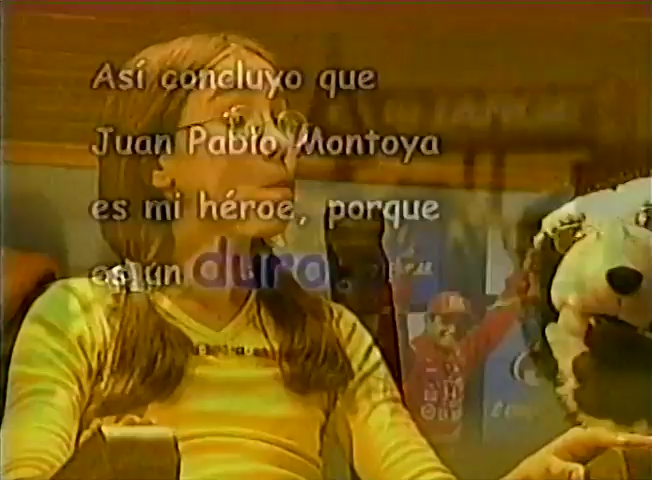 Así concluyo que
Juan Pablo Montoya
es mi héroe, porque
es un duro.